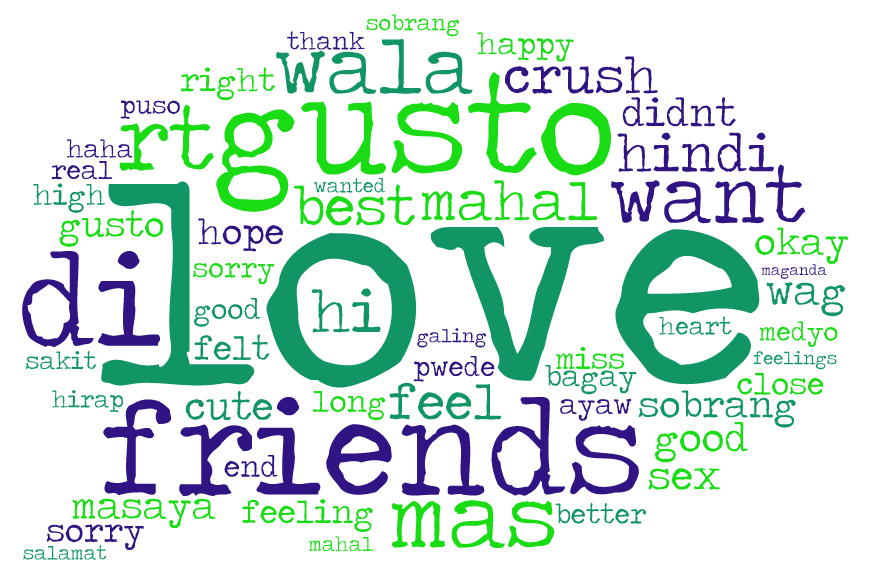 sobrang
thank
happy
wala
crush
right
puso
rt
gusto
didnt
haha
hindi
real
high
wanted
best
mahal
want
gusto
hope
love
okay
di
sorry
maganda
wag
good
hi
heart
medyo
felt
galing
sakit
pwede
miss
feelings
bagay
close
hirap
cute
long
feel
ayaw
sobrang
friends
good
end
sex
masaya
feeling
mas
better
sorry
mahal
salamat